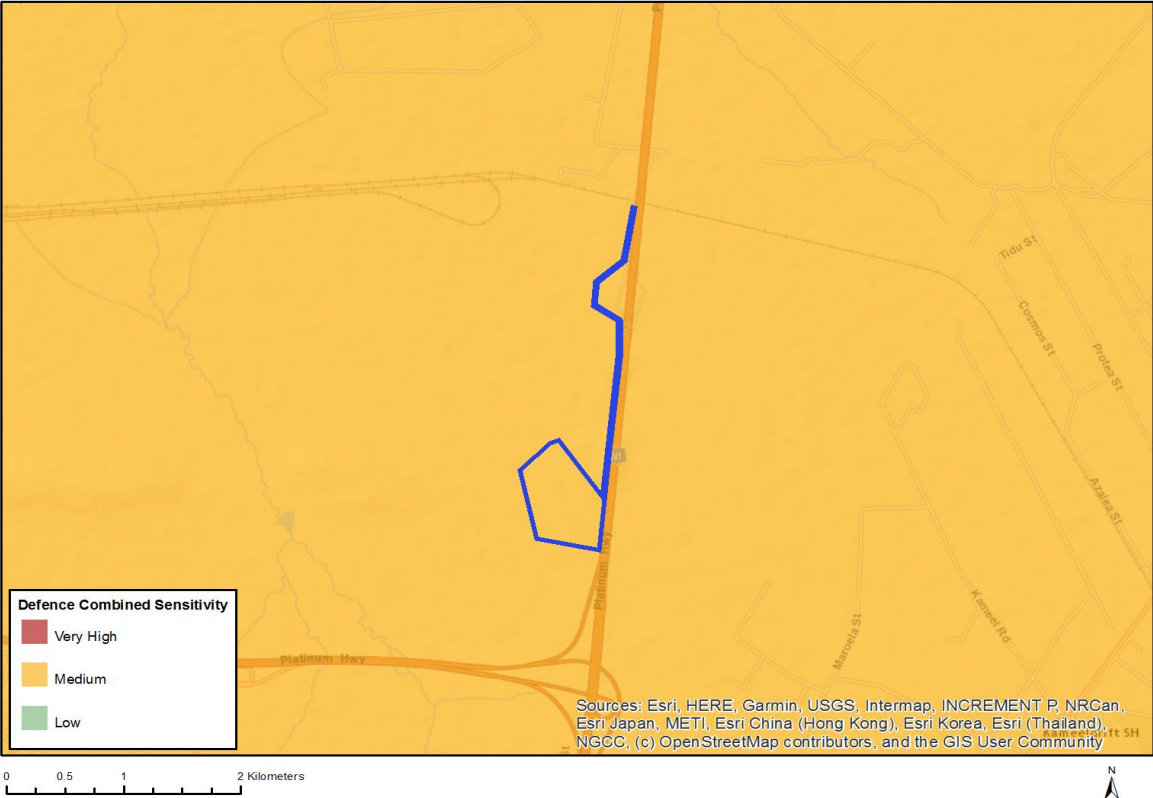 Tidu St
Cosmos St
Protea St
N1
Azalea St
Platinum Hwy
Kameel Rd
Maroela St
Defence Combined Sensitivity
Very High
Medium
Low
Platinum Hwy
Sources: Esri, HERE, Garmin, USGS, Intermap, INCREMENT P, NRCan,
Esri Japan, METI, Esri China (Hong Kong), Esri Korea, Esri (Thailand),
NGCC, (c) OpenStreetMap contributors, and the GIS User Community
Kameeldrift SH
St
0 0.5 1 2 Kilometers
N